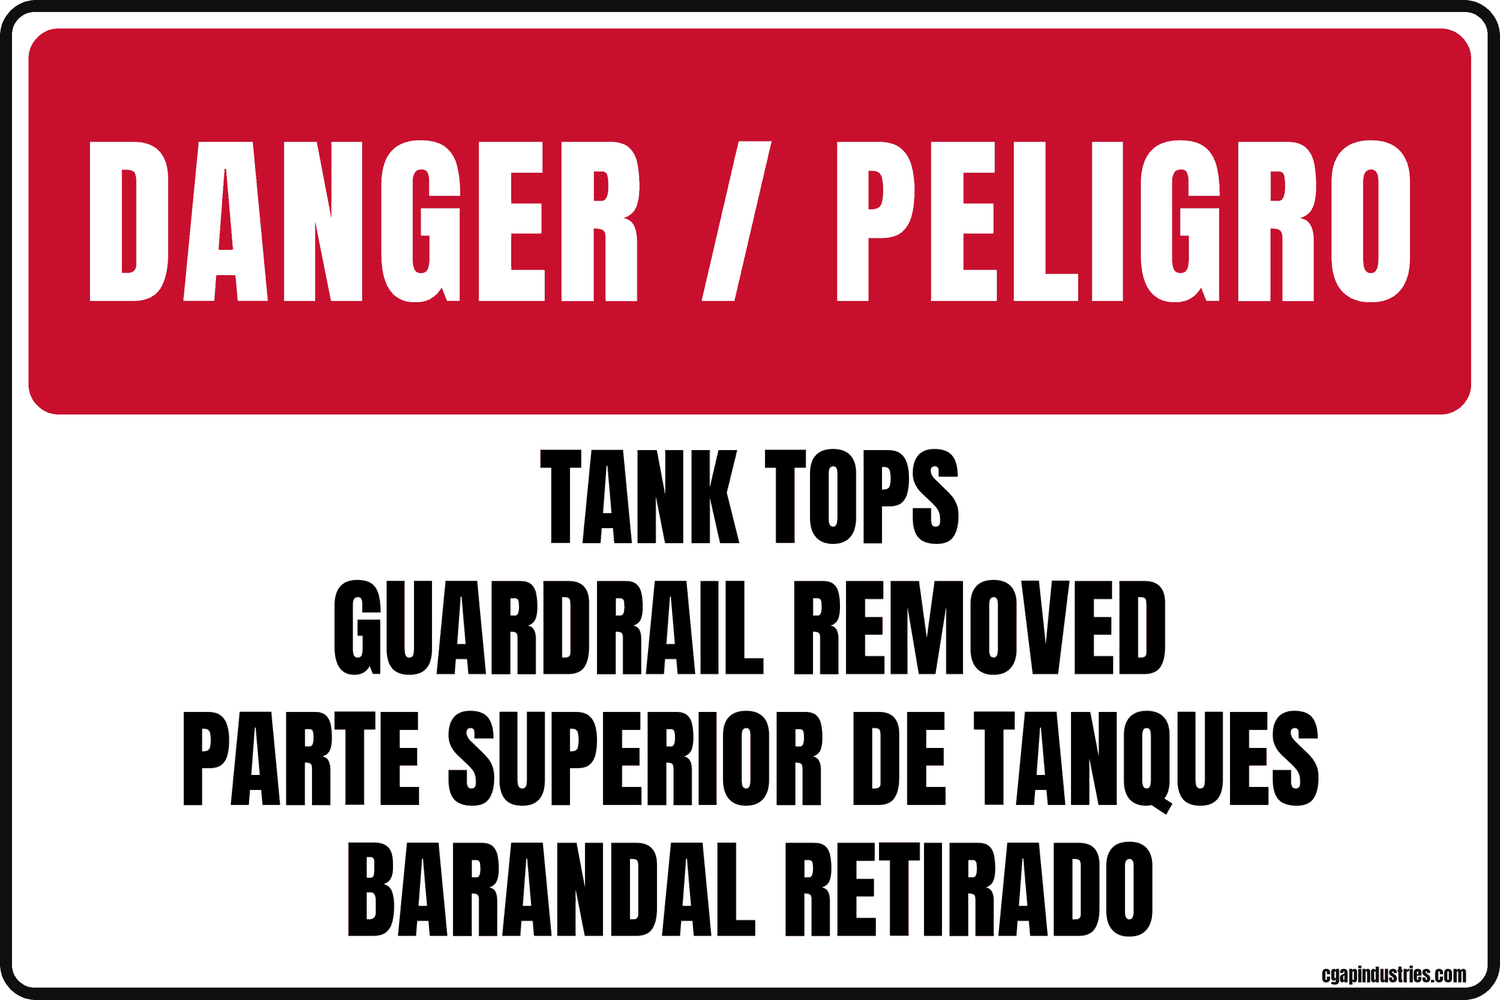 DANGER / PELIGRO
TANK TOPS
GUARDRAIL REMOVED
PARTE SUPERIOR DE TANQUES
BARANDAL RETIRADO
cgapindustries.com